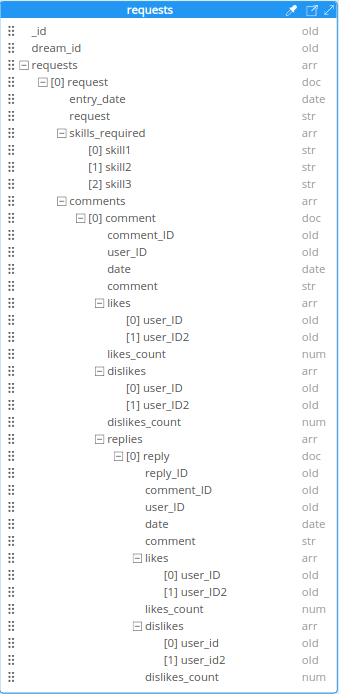 requests
_id old
dream_id old
requests arr
[0] request doc
entry_date date
request str
skills_required arr
[0] skill1 str
[1] skill2 str
[2] skill3 str
comments arr
[0] comment doc
comment_ID old
user_ID old
date date
comment str
likes arr
[0] user_ID old
[1] user_ID2 old
likes_count num
dislikes arr
[0] user_ID old
[1] user_ID2 old
dislikes_count num
replies arr
[0] reply doc
reply_ID old
comment_ID old
user_ID old
date date
comment str
likes arr
[0] user_ID old
[1] user_ID2 old
likes_count num
dislikes arr
[0] user_id old
[1] user_id2 old
dislikes_count num